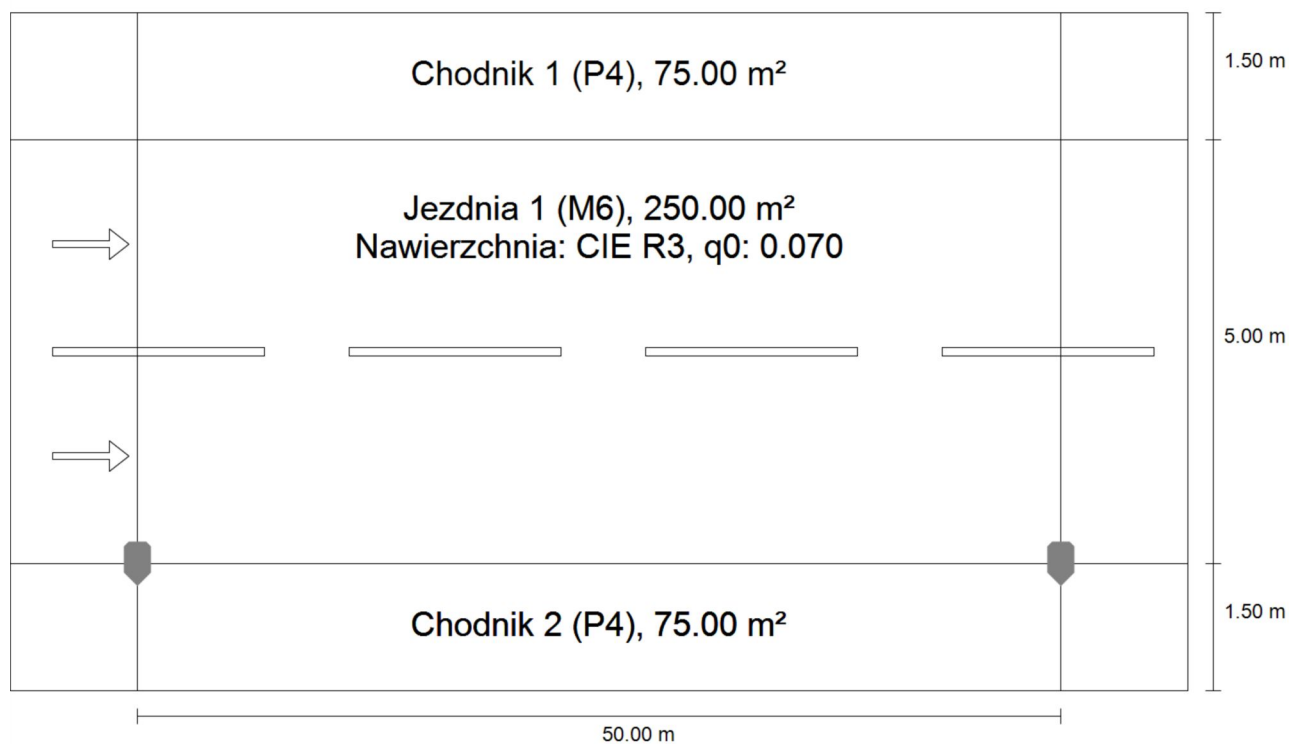 Chodnik 1 (P4), 75.00 m²
1.50 m
Jezdnia 1 (M6), 250.00 m²
Nawierzchnia: CIE R3, q0: 0.070
5.00 m
Chodnik 2 (P4), 75.00 m²
1.50 m
50.00 m